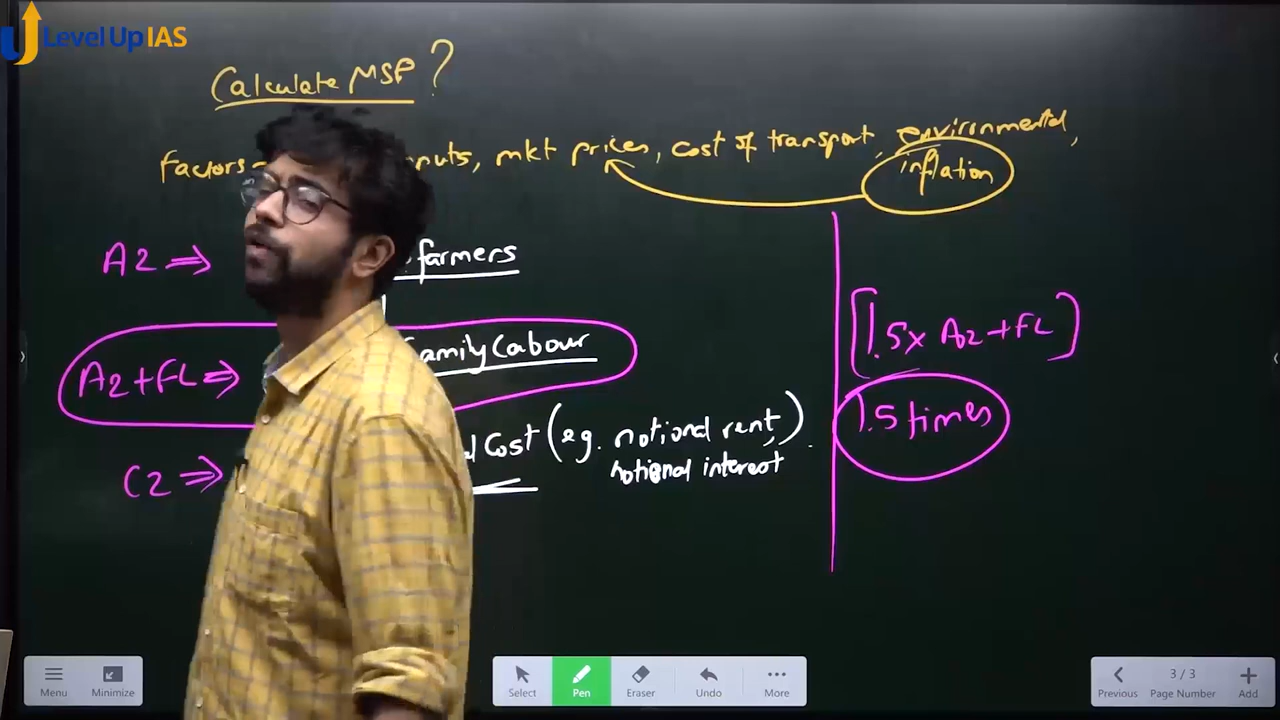 LevelUp IAS
Calculate MSP?
Factors - nputs, mkt prices, cost of transport, environmental,
inflation
A2 ⇒ farmers
A2+FL ⇒ Family Labour
C2 ⇒ Cost (eg. notional rent,
notional interest)
[1.5x A2+FL]
1.5 times
Menu
Minimize
Select
Pen
Eraser
Undo
More
Previous
3 / 3
Page Number
Add